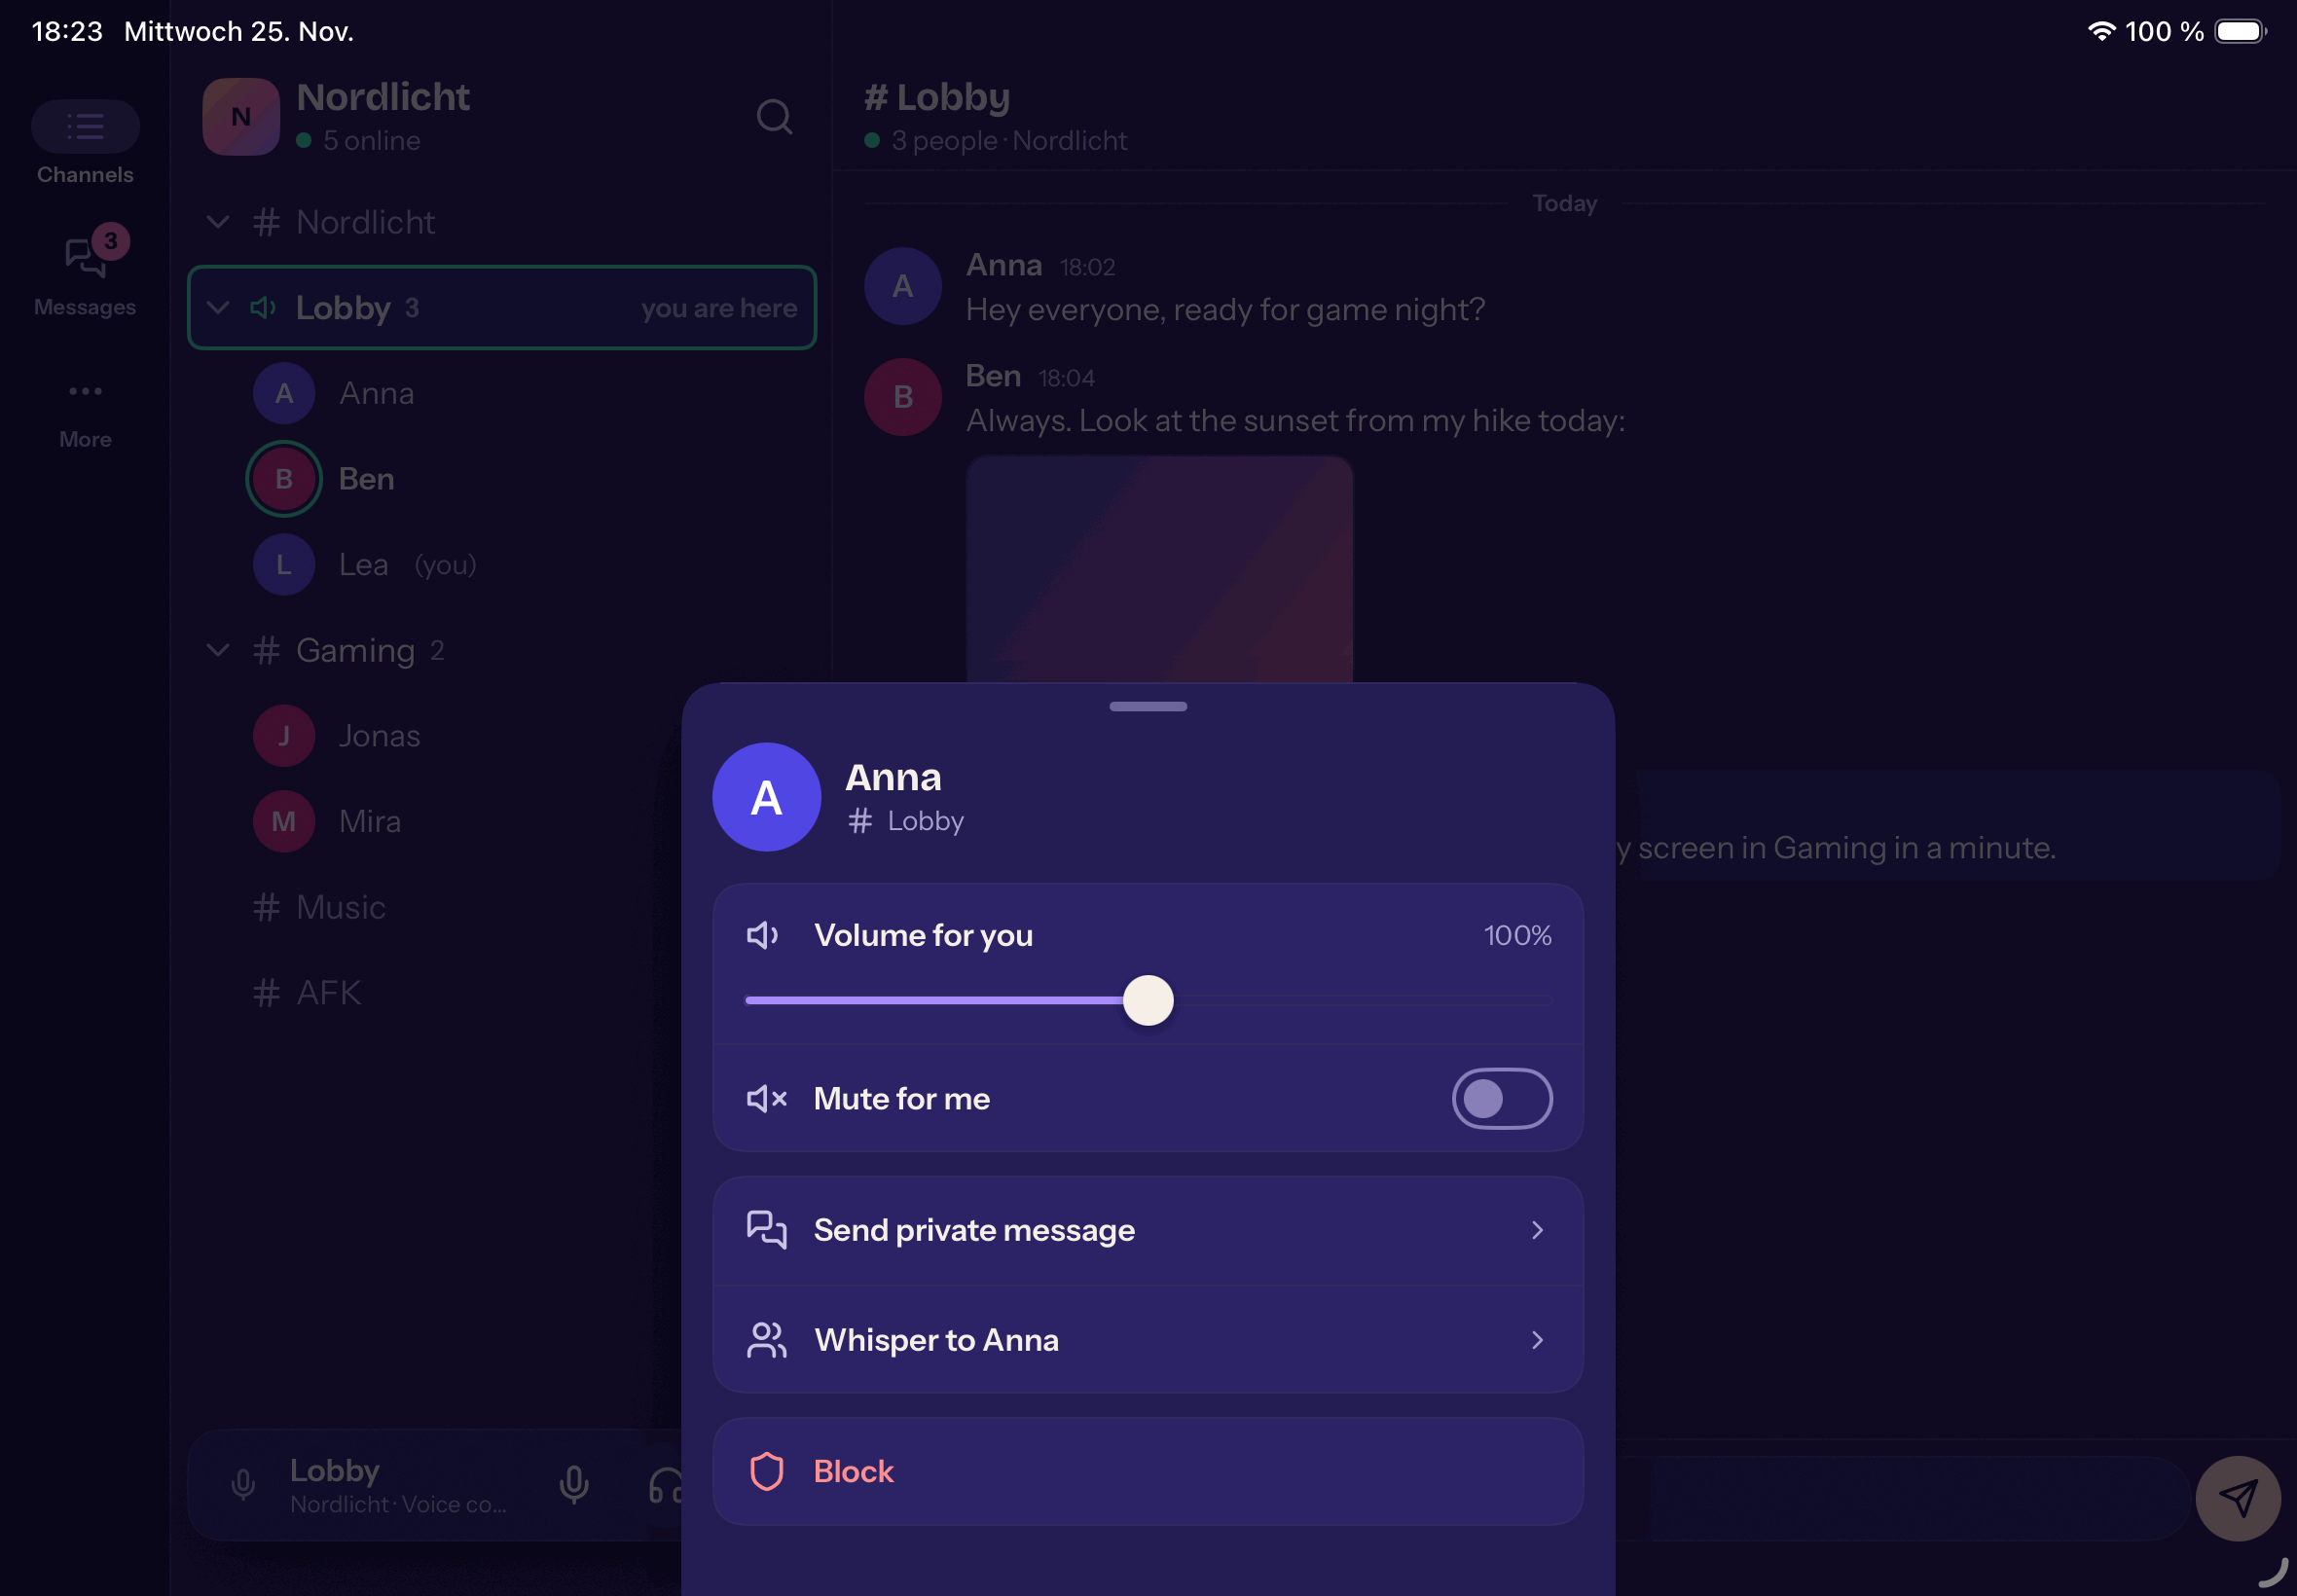 18:23 Mittwoch 25. Nov.
100 %
Channels
3
Messages
More
N
Nordlicht
5 online
# Nordlicht
Lobby 3 you are here
A Anna
B Ben
L Lea (you)
# Gaming 2
J Jonas
M Mira
# Music
# AFK
Lobby
Nordlicht · Voice co...
# Lobby
3 people · Nordlicht
Today
A
Anna 18:02
Hey everyone, ready for game night?
B
Ben 18:04
Always. Look at the sunset from my hike today:
y screen in Gaming in a minute.
A
Anna
# Lobby
Volume for you 100%
Mute for me
Send private message
Whisper to Anna
Block